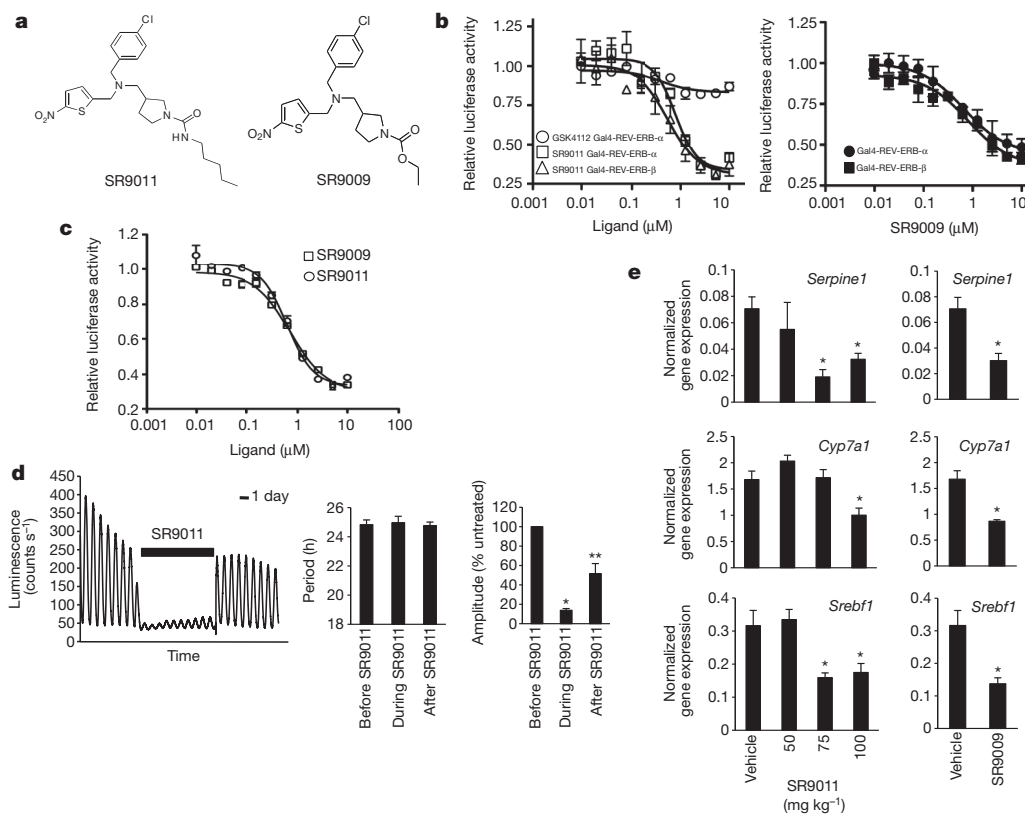 a
Cl
N
O2N
S
N
O
HN
SR9011
Cl
N
O2N
S
N
O
O
SR9009
b
Relative luciferase activity
1.25
1.00
0.75
0.50
0.25
GSK4112 Gal4-REV-ERB-α
SR9011 Gal4-REV-ERB-α
SR9011 Gal4-REV-ERB-β
0.001 0.01 0.1 1 10
Ligand (μM)
Relative luciferase activity
1.25
1.00
0.75
0.50
0.25
Gal4-REV-ERB-α
Gal4-REV-ERB-β
0.001 0.01 0.1 1 10
SR9009 (μM)
c
Relative luciferase activity
1.2
1.0
0.8
0.6
0.4
0.2
SR9009
SR9011
0.001 0.01 0.1 1 10 100
Ligand (μM)
d
Luminescence
(counts s⁻¹)
450
400
350
300
250
200
150
100
50
0
1 day
SR9011
Time
Period (h)
26
24
22
20
18
Before SR9011
During SR9011
After SR9011
Amplitude (% untreated)
120
100
80
60
40
20
0
*
**
Before SR9011
During SR9011
After SR9011
e
Normalized
gene expression
0.1
0.08
0.06
0.04
0.02
0
Serpine1
* *
0.1
0.08
0.06
0.04
0.02
0
Serpine1
*
Normalized
gene expression
2.5
2
1.5
1
0.5
0
Cyp7a1
*
2.5
2
1.5
1
0.5
0
Cyp7a1
*
Normalized
gene expression
0.4
0.3
0.2
0.1
0
Srebf1
* *
0.4
0.3
0.2
0.1
0
Srebf1
*
Vehicle
50
75
100
SR9011
(mg kg⁻¹)
Vehicle
SR9009